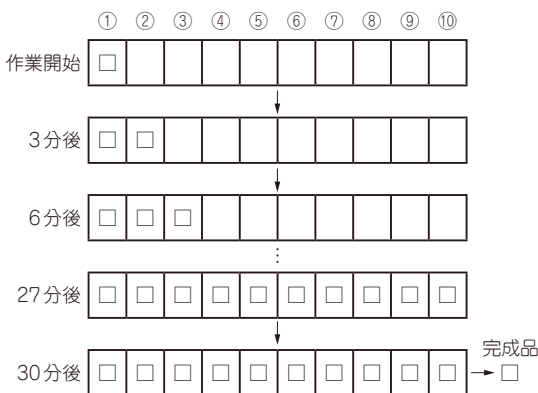 ① ② ③ ④ ⑤ ⑥ ⑦ ⑧ ⑨ ⑩
作業開始
3分後
6分後
⋮
27分後
完成品
30分後